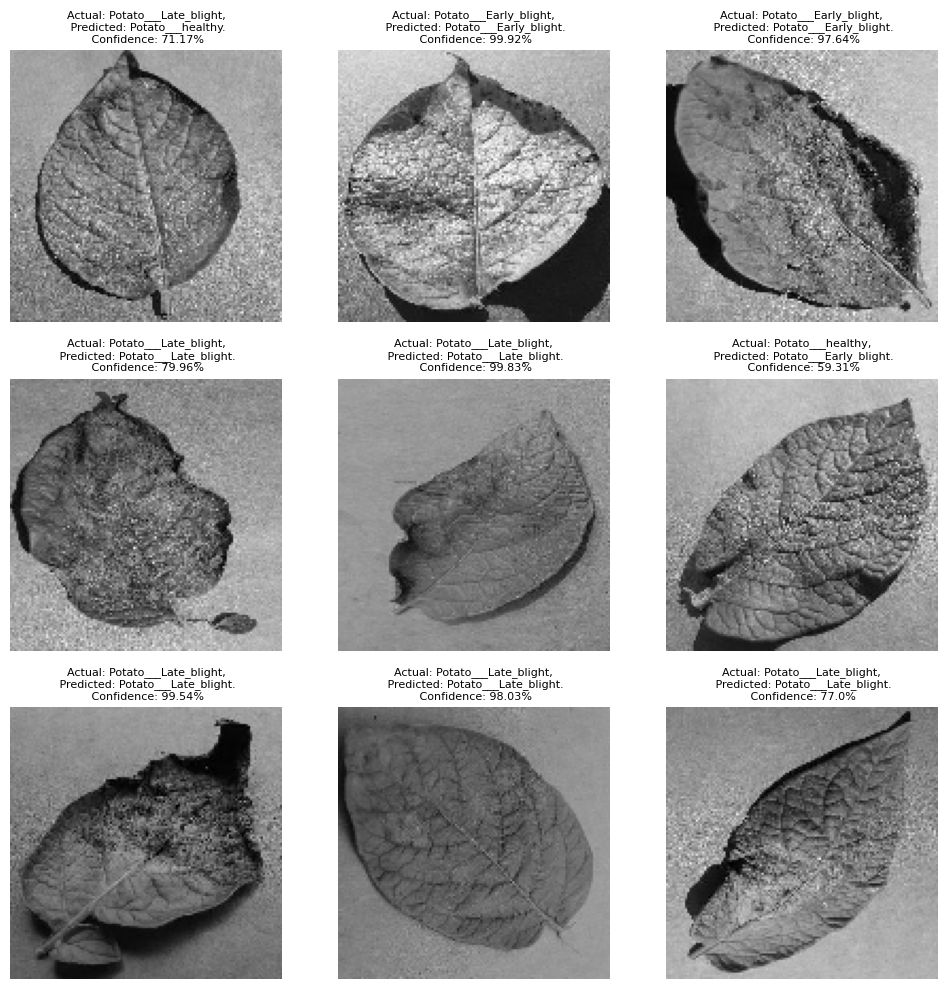 Actual: Potato___Late_blight,
Predicted: Potato___healthy.
Confidence: 71.17%
Actual: Potato___Early_blight,
Predicted: Potato___Early_blight.
Confidence: 99.92%
Actual: Potato___Early_blight,
Predicted: Potato___Early_blight.
Confidence: 97.64%
Actual: Potato___Late_blight,
Predicted: Potato___Late_blight.
Confidence: 79.96%
Actual: Potato___Late_blight,
Predicted: Potato___Late_blight.
Confidence: 99.83%
Actual: Potato___healthy,
Predicted: Potato___Early_blight.
Confidence: 59.31%
Actual: Potato___Late_blight,
Predicted: Potato___Late_blight.
Confidence: 99.54%
Actual: Potato___Late_blight,
Predicted: Potato___Late_blight.
Confidence: 98.03%
Actual: Potato___Late_blight,
Predicted: Potato___Late_blight.
Confidence: 77.0%